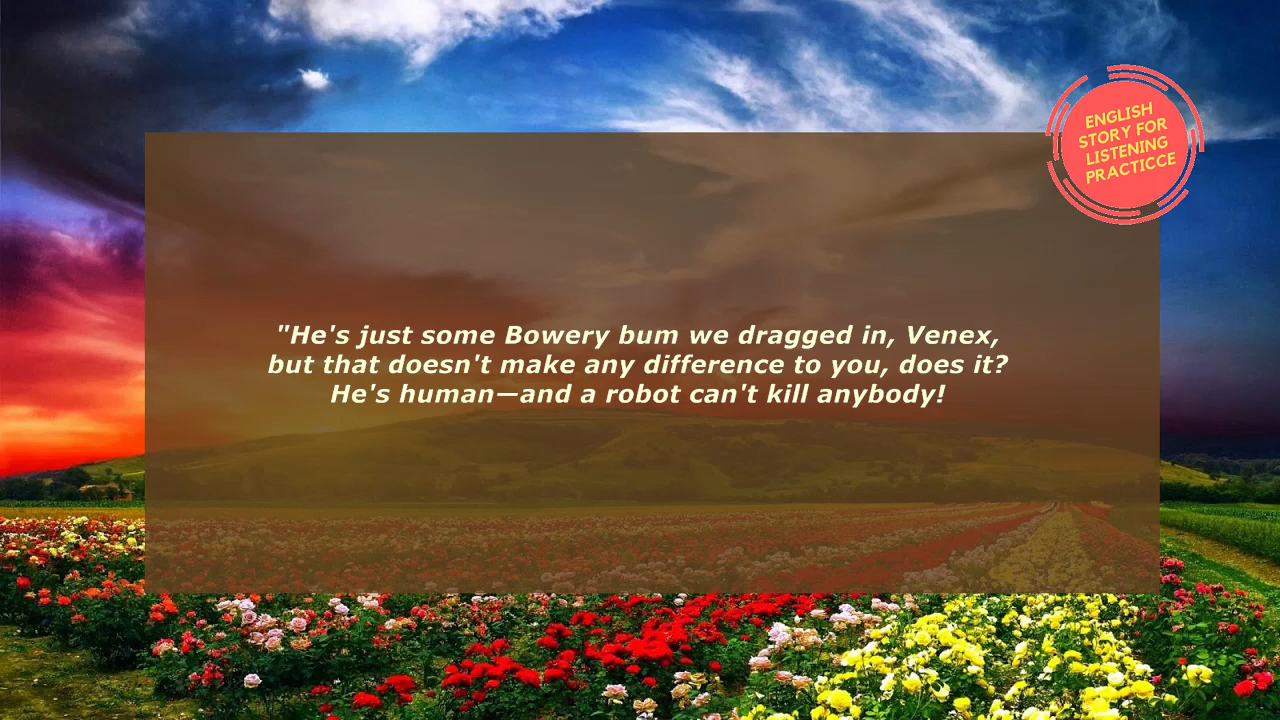 ENGLISH
STORY FOR
LISTENING
PRACTICCE
"He's just some Bowery bum we dragged in, Venex,
but that doesn't make any difference to you, does it?
He's human—and a robot can't kill anybody!